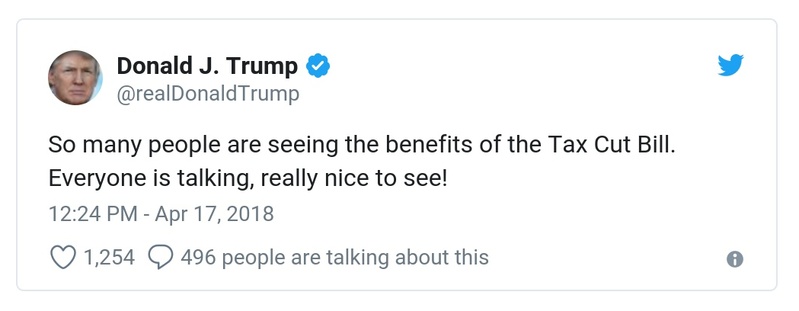 Donald J. Trump
@realDonaldTrump
So many people are seeing the benefits of the Tax Cut Bill.
Everyone is talking, really nice to see!
12:24 PM - Apr 17, 2018
1,254 496 people are talking about this